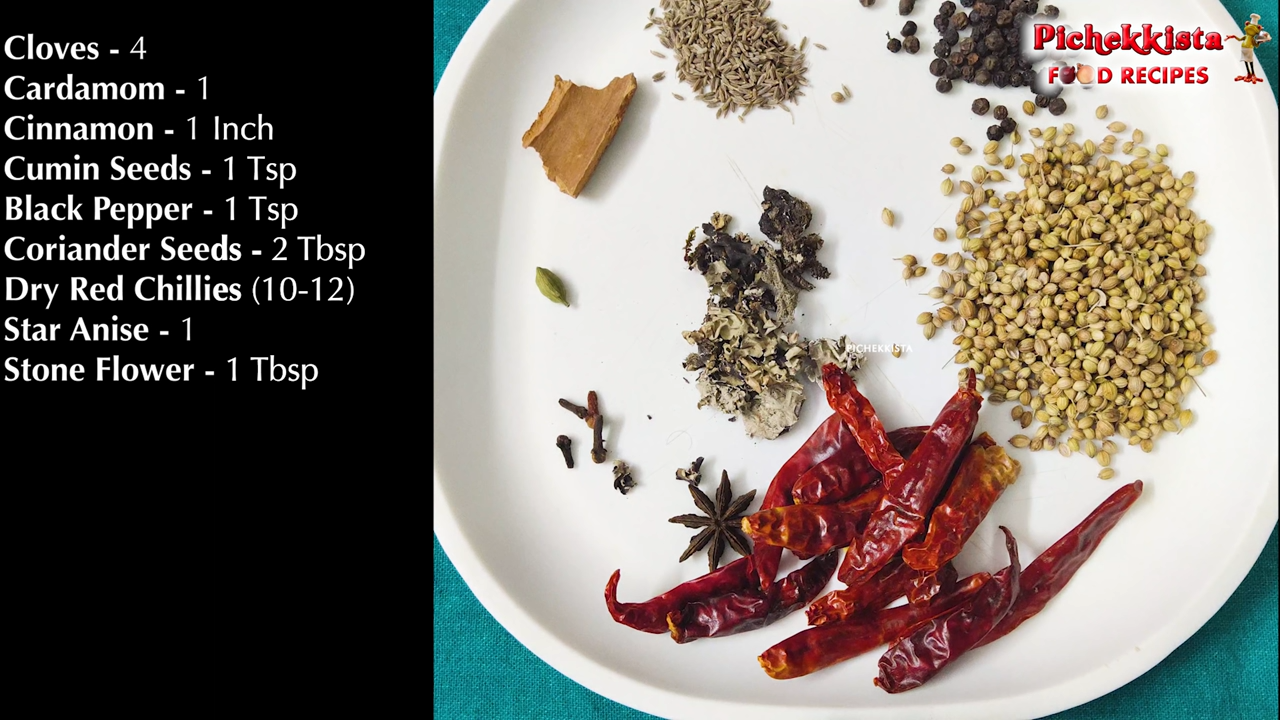 Cloves - 4
Cardamom - 1
Cinnamon - 1 Inch
Cumin Seeds - 1 Tsp
Black Pepper - 1 Tsp
Coriander Seeds - 2 Tbsp
Dry Red Chillies (10-12)
Star Anise - 1
Stone Flower - 1 Tbsp
Pichekkista
FOOD RECIPES
PICHEKKISTA